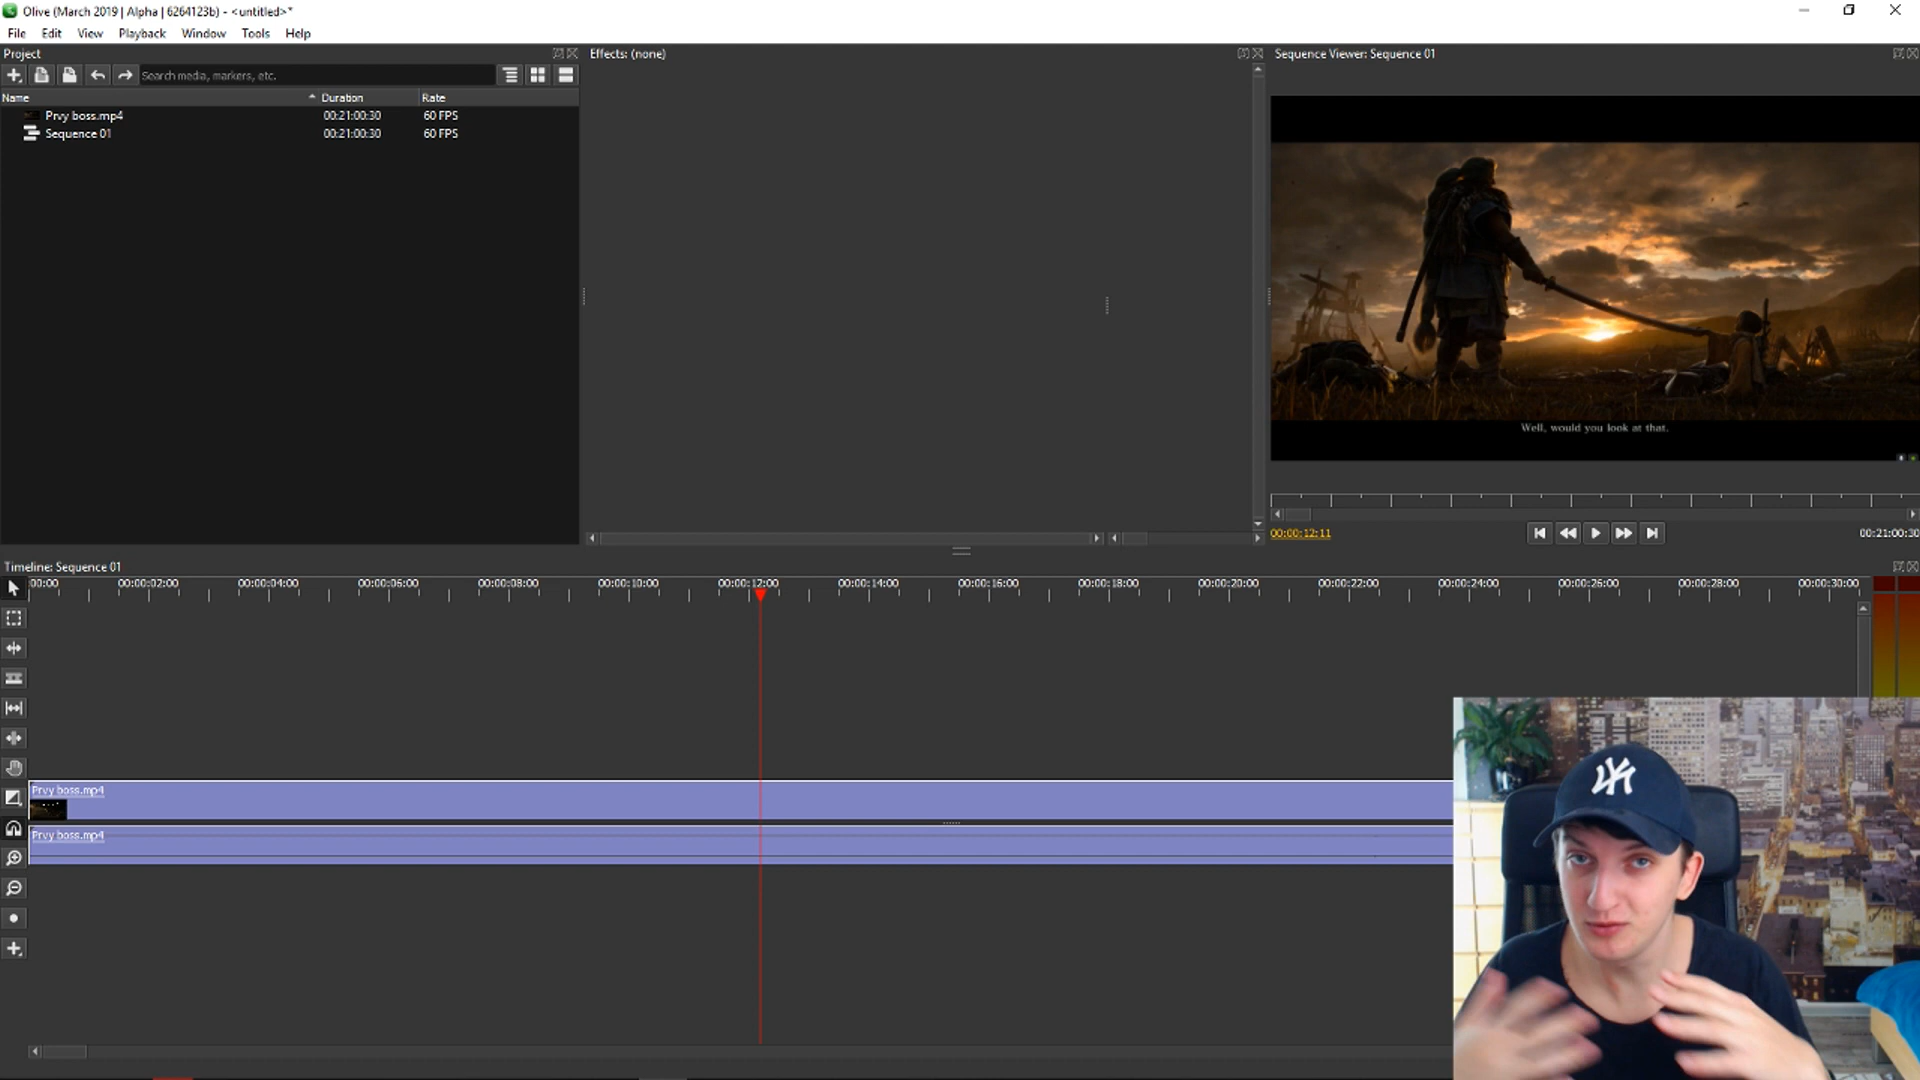 Olive (March 2019 | Alpha | 6264123b) - <untitled>*
File Edit View Playback Window Tools Help
Project
Effects: (none)
Sequence Viewer: Sequence 01
Search media, markers, etc.
Name Duration Rate
Prvy boss.mp4 00:21:00:30 60 FPS
Sequence 01 00:21:00:30 60 FPS
Well, would you look at that.
00:00:12:11
00:21:00:30
Timeline: Sequence 01
00:00 00:00:02:00 00:00:04:00 00:00:06:00 00:00:08:00 00:00:10:00 00:00:12:00 00:00:14:00 00:00:16:00 00:00:18:00 00:00:20:00 00:00:22:00 00:00:24:00 00:00:26:00 00:00:28:00 00:00:30:00
Prvy boss.mp4
Prvy boss.mp4
NY